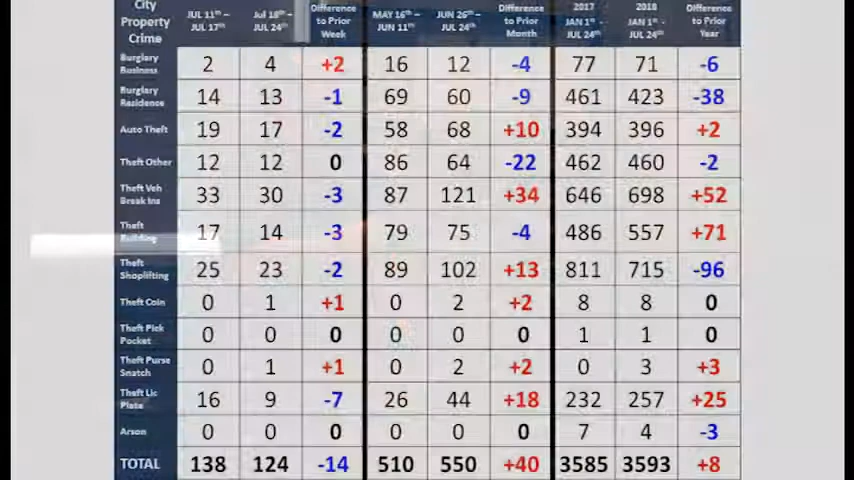 City Property Crime JUL 11th – JUL 17th Jul 18th – JUL 24th Difference to Prior Week MAY 16th – JUN 11th JUN 26th – JUL 24th Difference to Prior Month 2017 JAN 1st - JUL 24th 2018 JAN 1st - JUL 24th Difference to Prior Year
Burglary Business 2 4 +2 16 12 -4 77 71 -6
Burglary Residence 14 13 -1 69 60 -9 461 423 -38
Auto Theft 19 17 -2 58 68 +10 394 396 +2
Theft Other 12 12 0 86 64 -22 462 460 -2
Theft Veh Break Ins 33 30 -3 87 121 +34 646 698 +52
Theft Building 17 14 -3 79 75 -4 486 557 +71
Theft Shoplifting 25 23 -2 89 102 +13 811 715 -96
Theft Coin 0 1 +1 0 2 +2 8 8 0
Theft Pick Pocket 0 0 0 0 0 0 1 1 0
Theft Purse Snatch 0 1 +1 0 2 +2 0 3 +3
Theft Lic Plate 16 9 -7 26 44 +18 232 257 +25
Arson 0 0 0 0 0 0 7 4 -3
TOTAL 138 124 -14 510 550 +40 3585 3593 +8